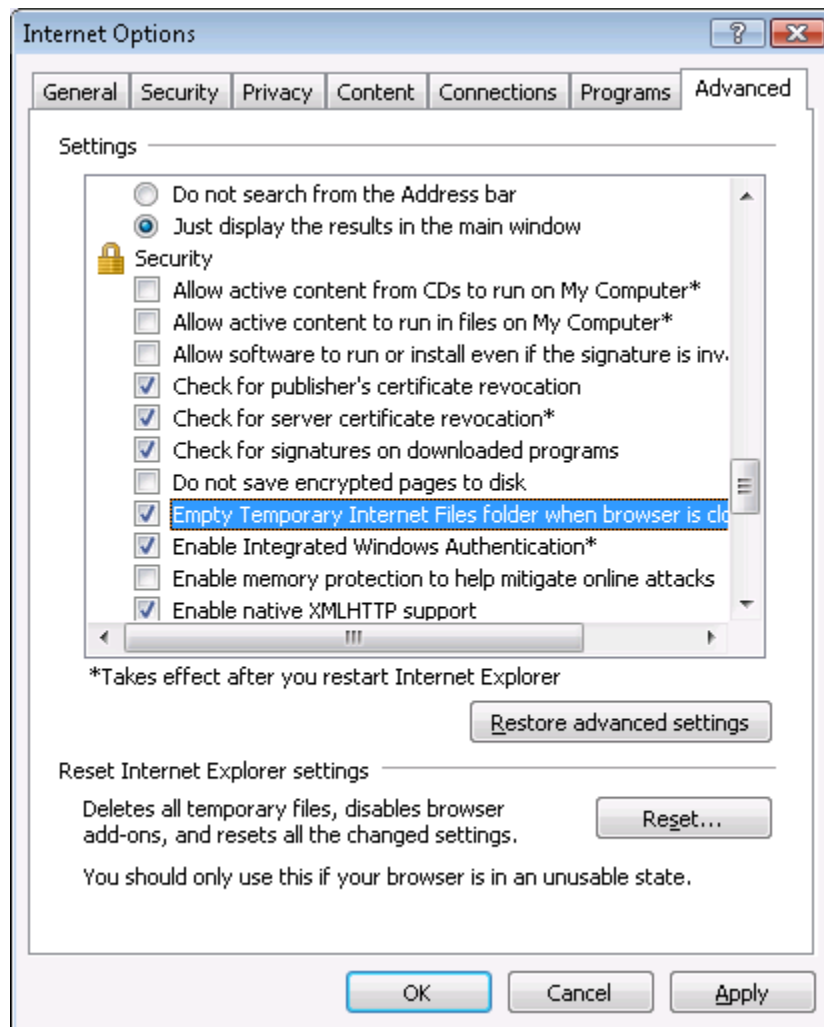 Internet Options
General Security Privacy Content Connections Programs Advanced
Settings
Do not search from the Address bar
Just display the results in the main window
Security
Allow active content from CDs to run on My Computer*
Allow active content to run in files on My Computer*
Allow software to run or install even if the signature is inv
Check for publisher's certificate revocation
Check for server certificate revocation*
Check for signatures on downloaded programs
Do not save encrypted pages to disk
Empty Temporary Internet Files folder when browser is clo
Enable Integrated Windows Authentication*
Enable memory protection to help mitigate online attacks
Enable native XMLHTTP support
*Takes effect after you restart Internet Explorer
Restore advanced settings
Reset Internet Explorer settings
Deletes all temporary files, disables browser
add-ons, and resets all the changed settings.
Reset...
You should only use this if your browser is in an unusable state.
OK Cancel Apply